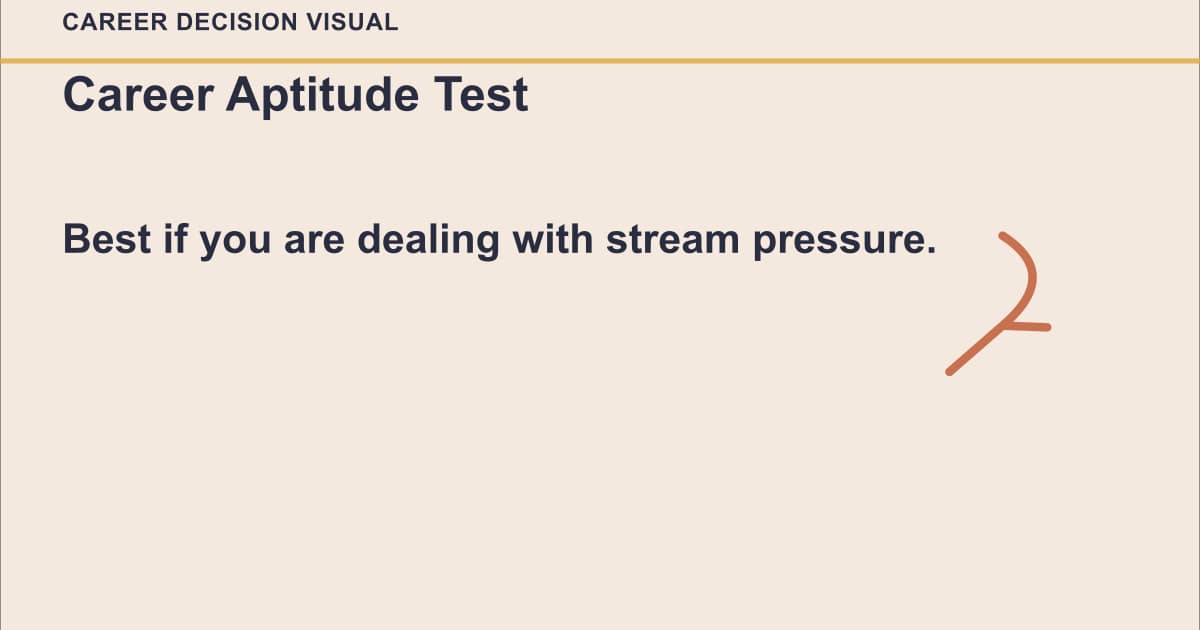 CAREER DECISION VISUAL
Career Aptitude Test
Best if you are dealing with stream pressure.